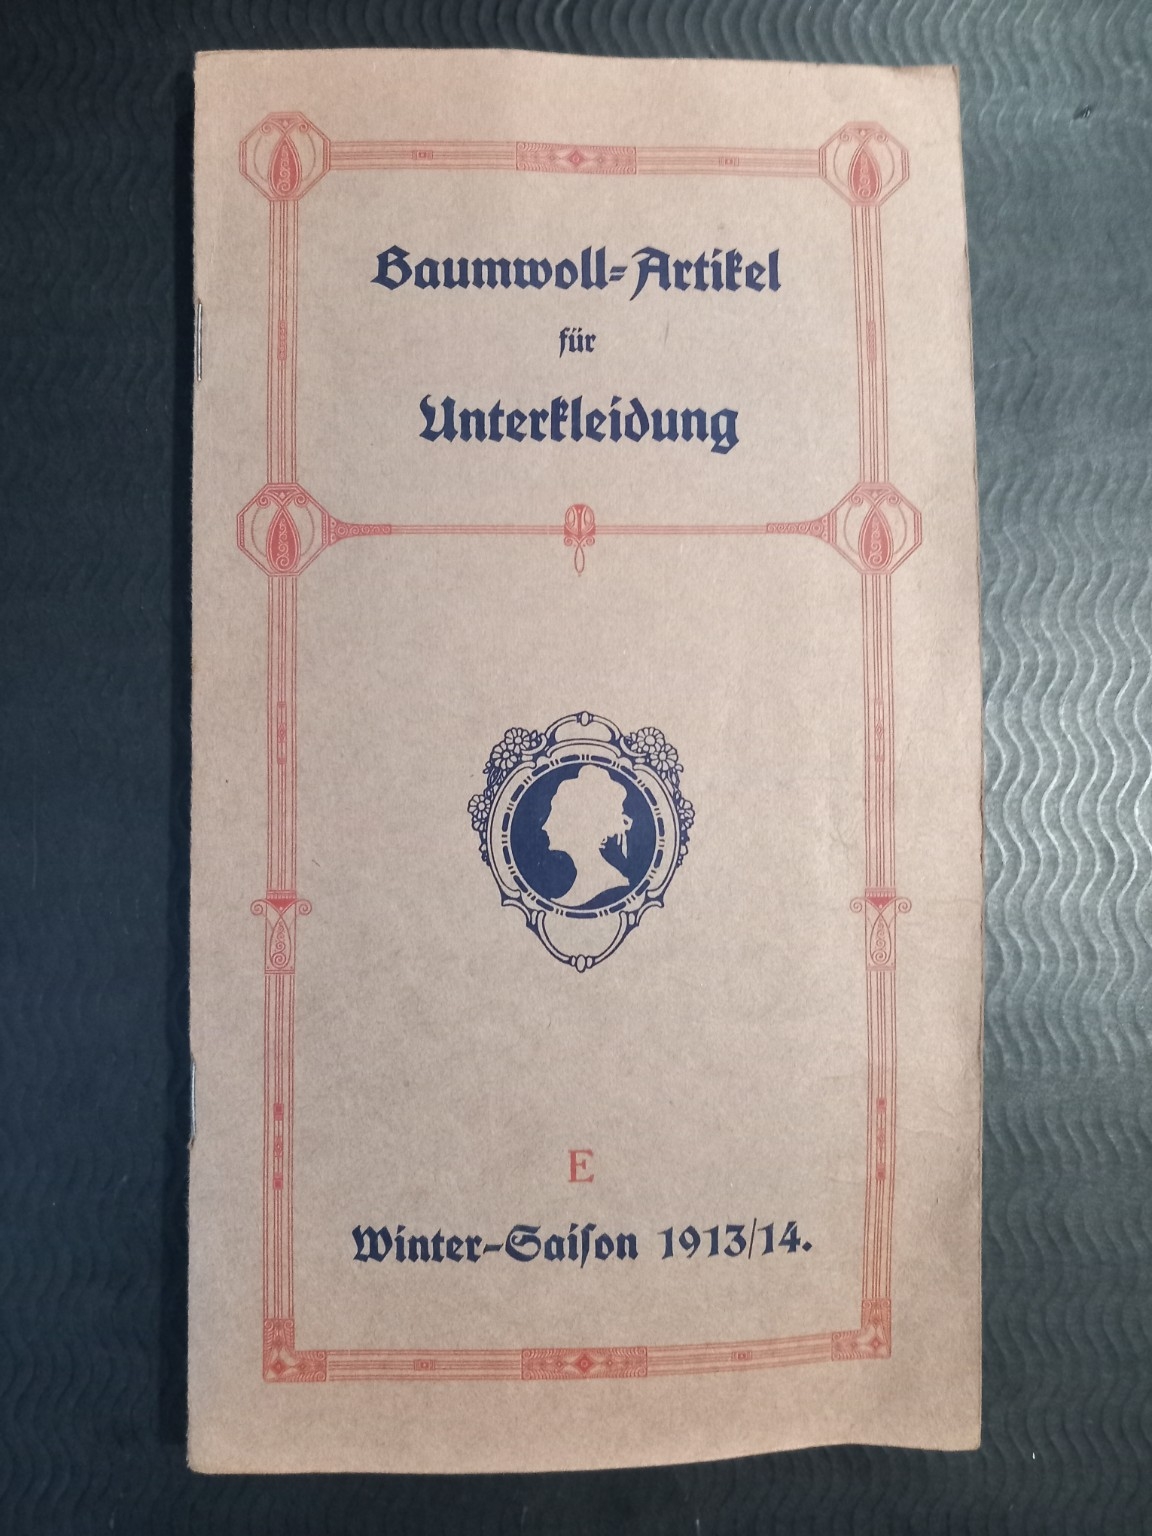 Baumwoll=Artikel
für
Unterkleidung
E
Winter-Saiſon 1913/14.